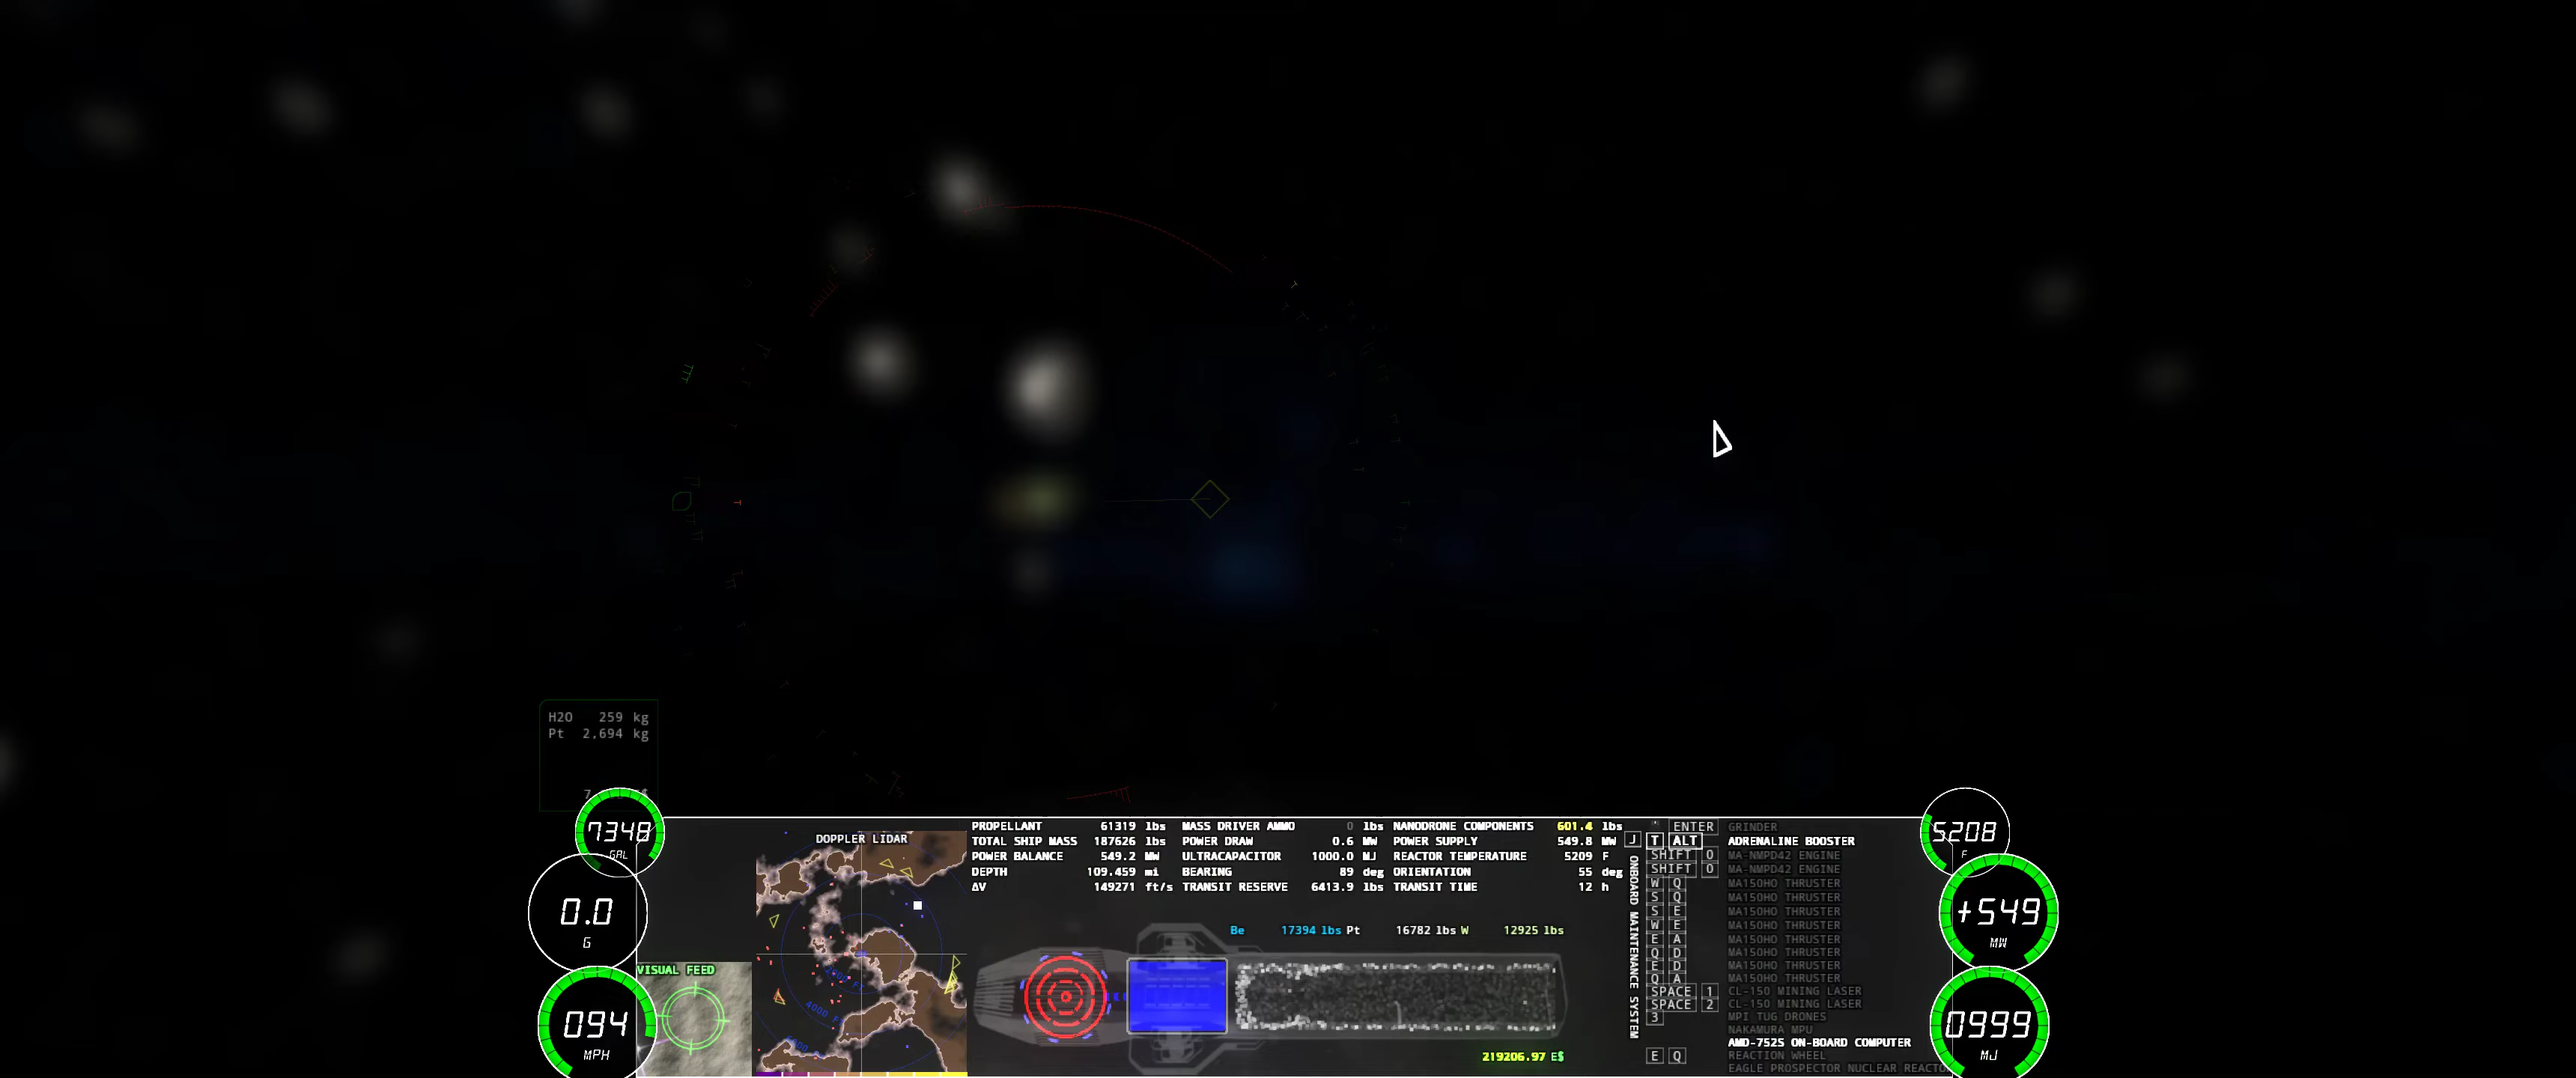 H2O 259 kg
Pt 2,694 kg
7348
GAL
0.0
G
094
MPH
VISUAL FEED
DOPPLER LIDAR
4000 F
PROPELLANT 61319 lbs MASS DRIVER AMMO 0 lbs NANODRONE COMPONENTS 601.4 lbs
TOTAL SHIP MASS 187626 lbs POWER DRAW 0.6 MW POWER SUPPLY 549.8 MW
POWER BALANCE 549.2 MW ULTRACAPACITOR 1000.0 MJ REACTOR TEMPERATURE 5209 F
DEPTH 109.459 mi BEARING 89 deg ORIENTATION 55 deg
ΔV 149271 ft/s TRANSIT RESERVE 6413.9 lbs TRANSIT TIME 12 h
Be 17394 lbs Pt 16782 lbs W 12925 lbs
219206.97 E$
J
ONBOARD MAINTENANCE SYSTEM
' ENTER GRINDER
T ALT ADRENALINE BOOSTER
SHIFT O MA-NMPD42 ENGINE
SHIFT O MA-NMPD42 ENGINE
W Q MA150HO THRUSTER
S Q MA150HO THRUSTER
S E MA150HO THRUSTER
W E MA150HO THRUSTER
E A MA150HO THRUSTER
Q D MA150HO THRUSTER
E D MA150HO THRUSTER
Q A MA150HO THRUSTER
SPACE 1 CL-150 MINING LASER
SPACE 2 CL-150 MINING LASER
3 MPI TUG DRONES
NAKAMURA MPU
AMD-752S ON-BOARD COMPUTER
E Q REACTION WHEEL
EAGLE PROSPECTOR NUCLEAR REACTO
5208
F
+549
MW
0999
MJ